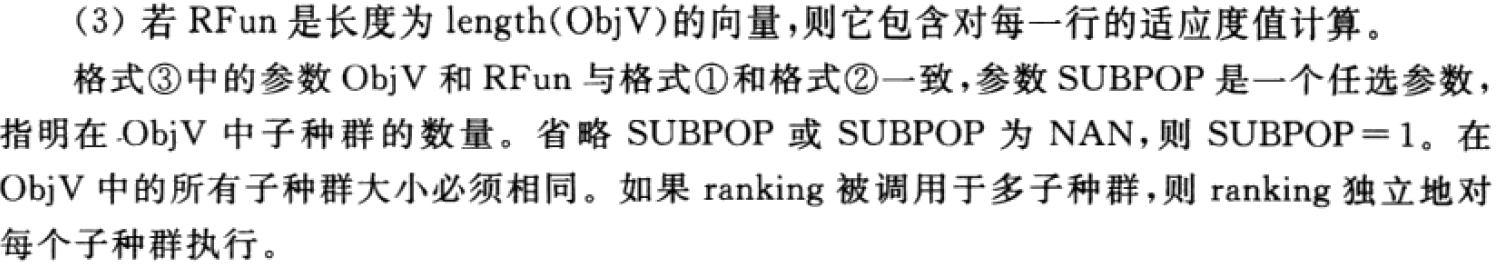 （3）若 RFun 是长度为 length(ObjV)的向量,则它包含对每一行的适应度值计算。
格式③中的参数 ObjV 和 RFun 与格式①和格式②一致,参数 SUBPOP 是一个任选参数,
指明在 ObjV 中子种群的数量。省略 SUBPOP 或 SUBPOP 为 NAN,则 SUBPOP=1。在
ObjV 中的所有子种群大小必须相同。如果 ranking 被调用于多子种群,则 ranking 独立地对
每个子种群执行。